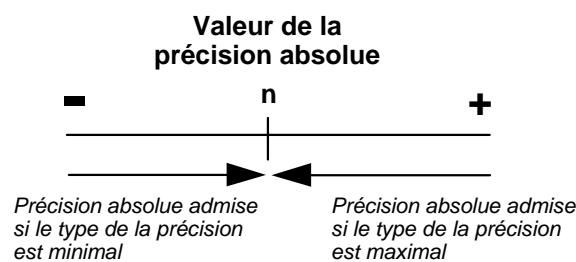 Valeur de la
précision absolue
- n +
Précision absolue admise
si le type de la précision
est minimal
Précision absolue admise
si le type de la précision
est maximal